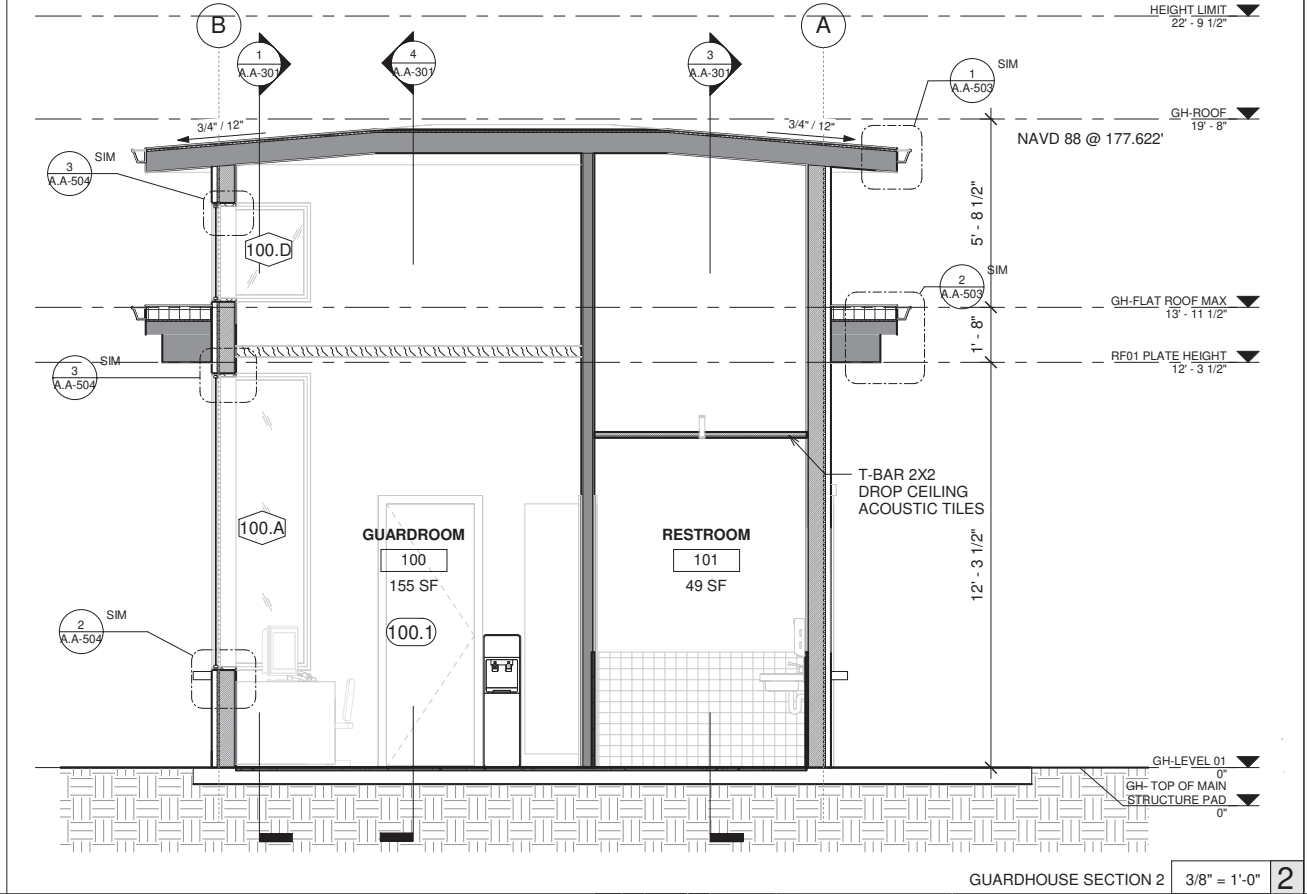 HEIGHT LIMIT
22' - 9 1/2"
B
A
1
A.A-301
4
A.A-301
3
A.A-301
1
A.A-503
SIM
GH-ROOF
19' - 8"
3/4" / 12"
3/4" / 12"
NAVD 88 @ 177.622'
3
A.A-504
SIM
5' - 8 1/2"
100.D
2
A.A-503
SIM
GH-FLAT ROOF MAX
13' - 11 1/2"
1' - 8"
3
A.A-504
SIM
RF01 PLATE HEIGHT
12' - 3 1/2"
T-BAR 2X2
DROP CEILING
ACOUSTIC TILES
100.A
GUARDROOM
100
155 SF
RESTROOM
101
49 SF
12' - 3 1/2"
100.1
2
A.A-504
SIM
GH-LEVEL 01
0"
GH- TOP OF MAIN
STRUCTURE PAD
0"
GUARDHOUSE SECTION 2
3/8" = 1'-0"
2